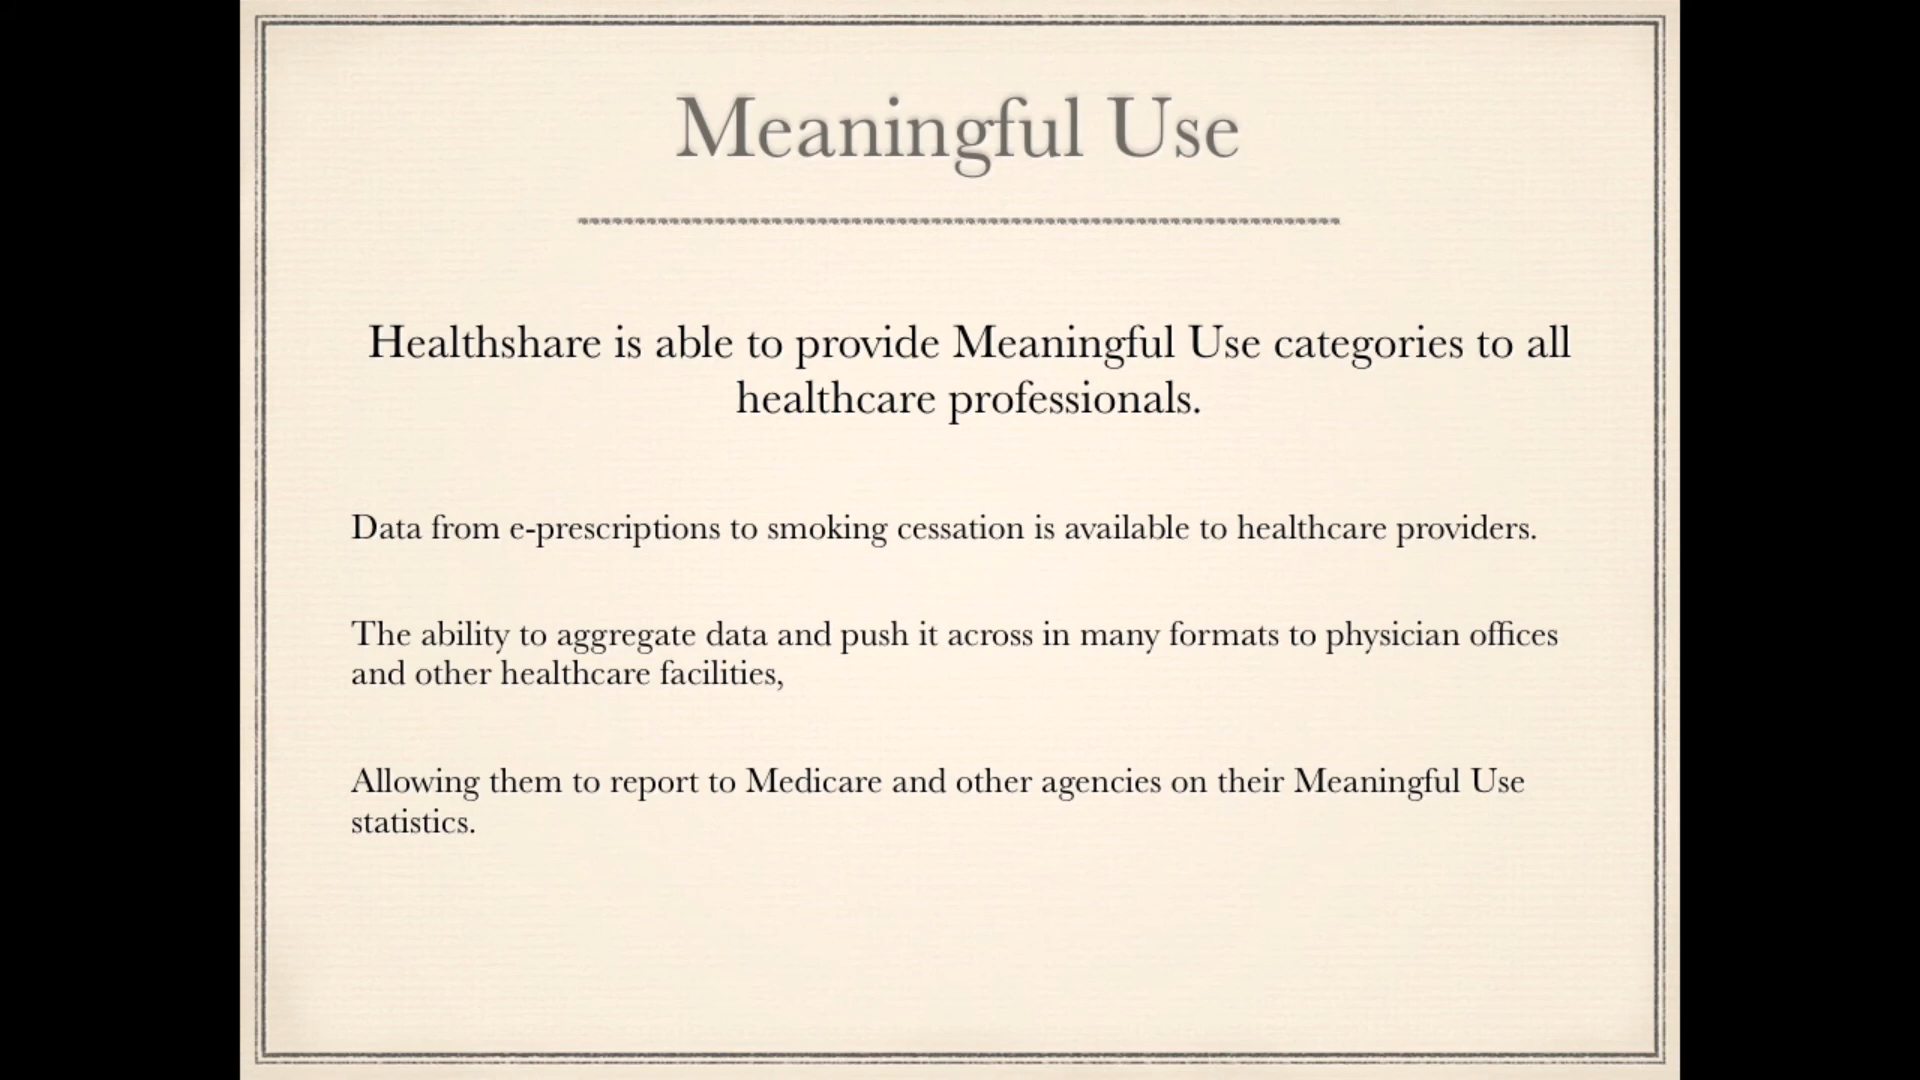 Meaningful Use
Healthshare is able to provide Meaningful Use categories to all
healthcare professionals.
Data from e-prescriptions to smoking cessation is available to healthcare providers.
The ability to aggregate data and push it across in many formats to physician offices
and other healthcare facilities,
Allowing them to report to Medicare and other agencies on their Meaningful Use
statistics.